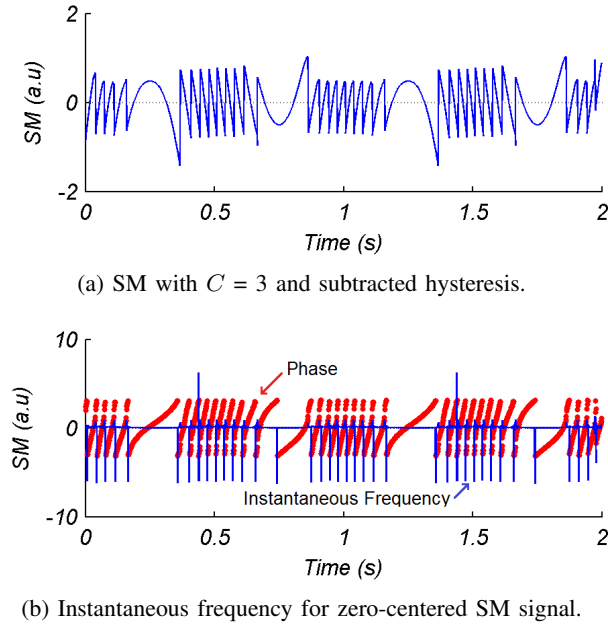 2
0
-2
SM (a.u)
0
0.5
1
1.5
2
Time (s)
(a) SM with C = 3 and subtracted hysteresis.
10
0
-10
SM (a.u)
Phase
Instantaneous Frequency
0
0.5
1
1.5
2
Time (s)
(b) Instantaneous frequency for zero-centered SM signal.